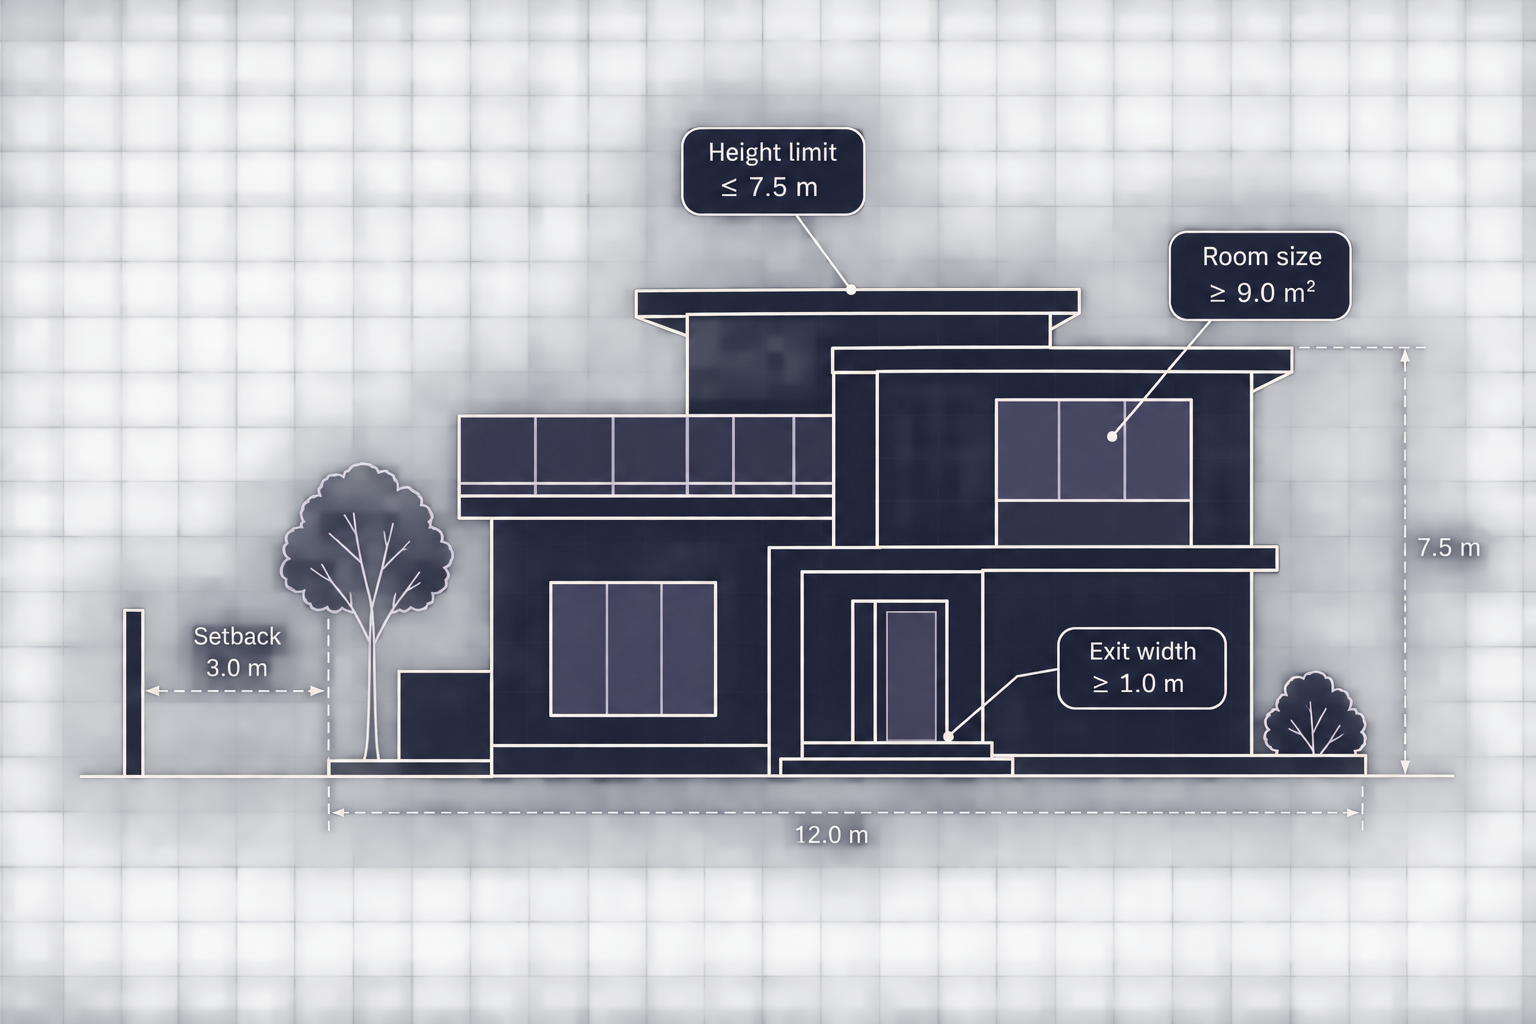 Height limit
≤ 7.5 m
Room size
≥ 9.0 m²
7.5 m
Setback
3.0 m
Exit width
≥ 1.0 m
12.0 m